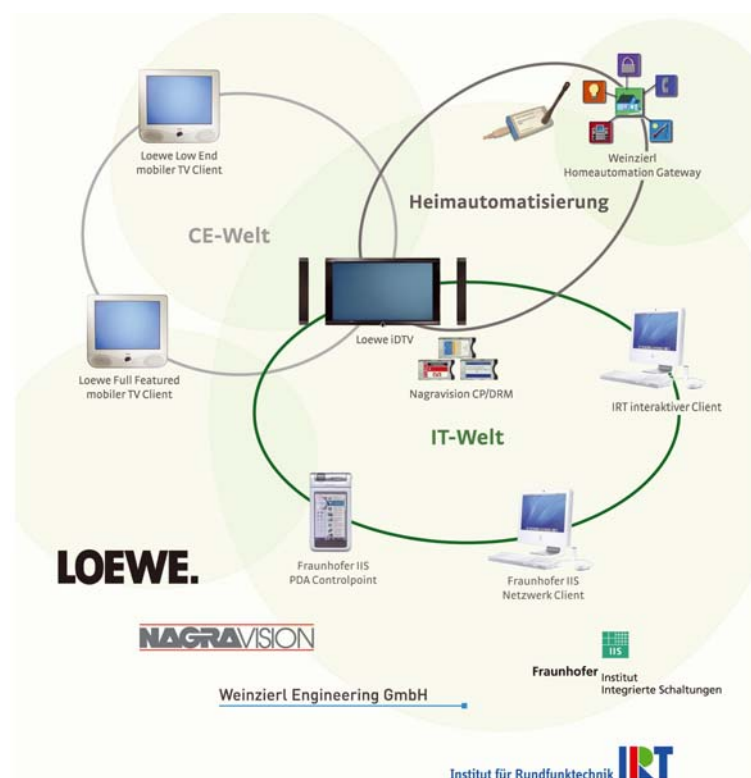 Loewe Low End
mobiler TV Client
Weinzierl
Homeautomation Gateway
Heimautomatisierung
CE-Welt
Loewe iDTV
Loewe Full Featured
mobiler TV Client
Nagravision CP/DRM
IRT interaktiver Client
IT-Welt
Fraunhofer IIS
PDA Controlpoint
Fraunhofer IIS
Netzwerk Client
LOEWE.
NAGRAVISION
IIS
Fraunhofer Institut
Integrierte Schaltungen
Weinzierl Engineering GmbH
Institut für Rundfunktechnik IRT